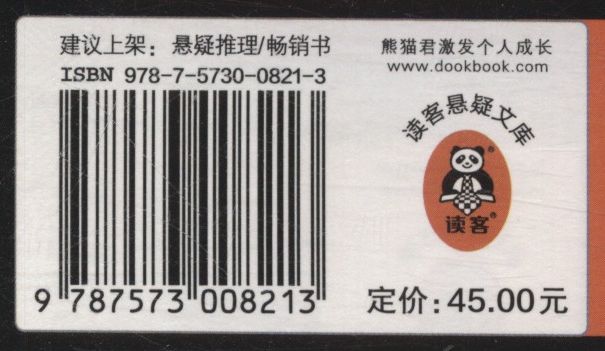 建议上架：悬疑推理/畅销书
ISBN 978-7-5730-0821-3
9 787573 008213
熊猫君激发个人成长
www.dookbook.com
读客悬疑文库
读客®
定价：45.00元